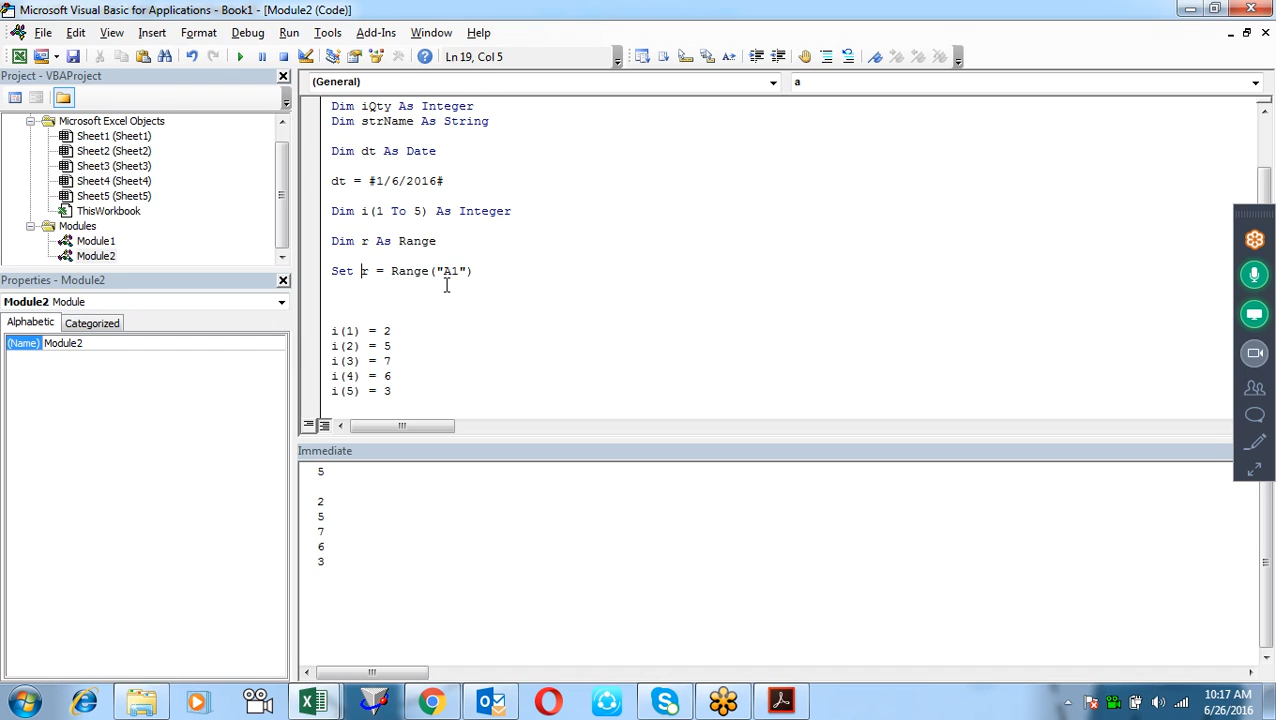 Microsoft Visual Basic for Applications - Book1 - [Module2 (Code)]
File Edit View Insert Format Debug Run Tools Add-Ins Window Help
Ln 19, Col 5
Project - VBAProject
(General)
a
Microsoft Excel Objects
Sheet1 (Sheet1)
Sheet2 (Sheet2)
Sheet3 (Sheet3)
Sheet4 (Sheet4)
Sheet5 (Sheet5)
ThisWorkbook
Modules
Module1
Module2
Properties - Module2
Module2 Module
Alphabetic Categorized
(Name) Module2
Dim iQty As Integer
Dim strName As String
Dim dt As Date
dt = #1/6/2016#
Dim i(1 To 5) As Integer
Dim r As Range
Set r = Range("A1")
i(1) = 2
i(2) = 5
i(3) = 7
i(4) = 6
i(5) = 3
Immediate
5
2
5
7
6
3
10:17 AM
6/26/2016